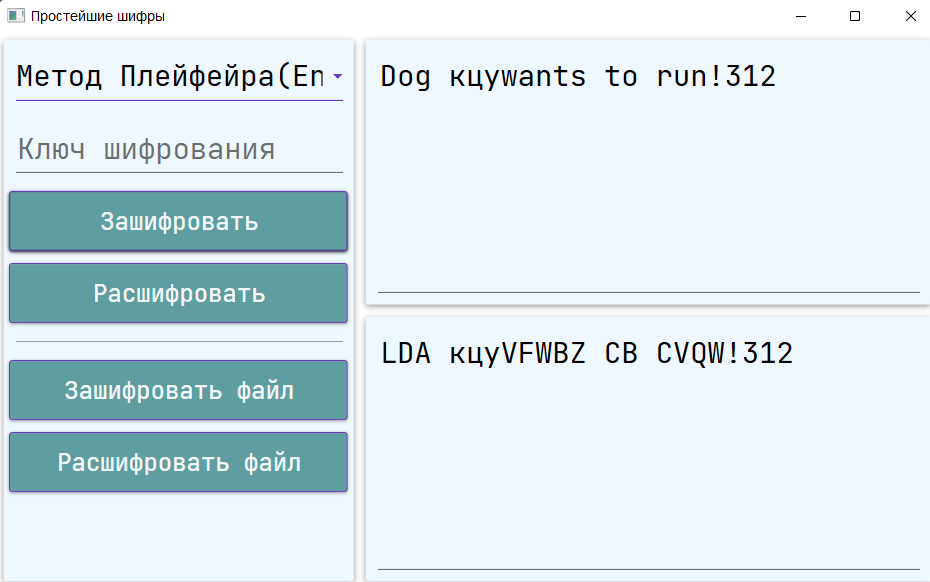 Простейшие шифры
Метод Плейфейра(En
Ключ шифрования
Зашифровать
Расшифровать
Зашифровать файл
Расшифровать файл
Dog кцуwants to run!312
LDA кцуVFWBZ CB CVQW!312